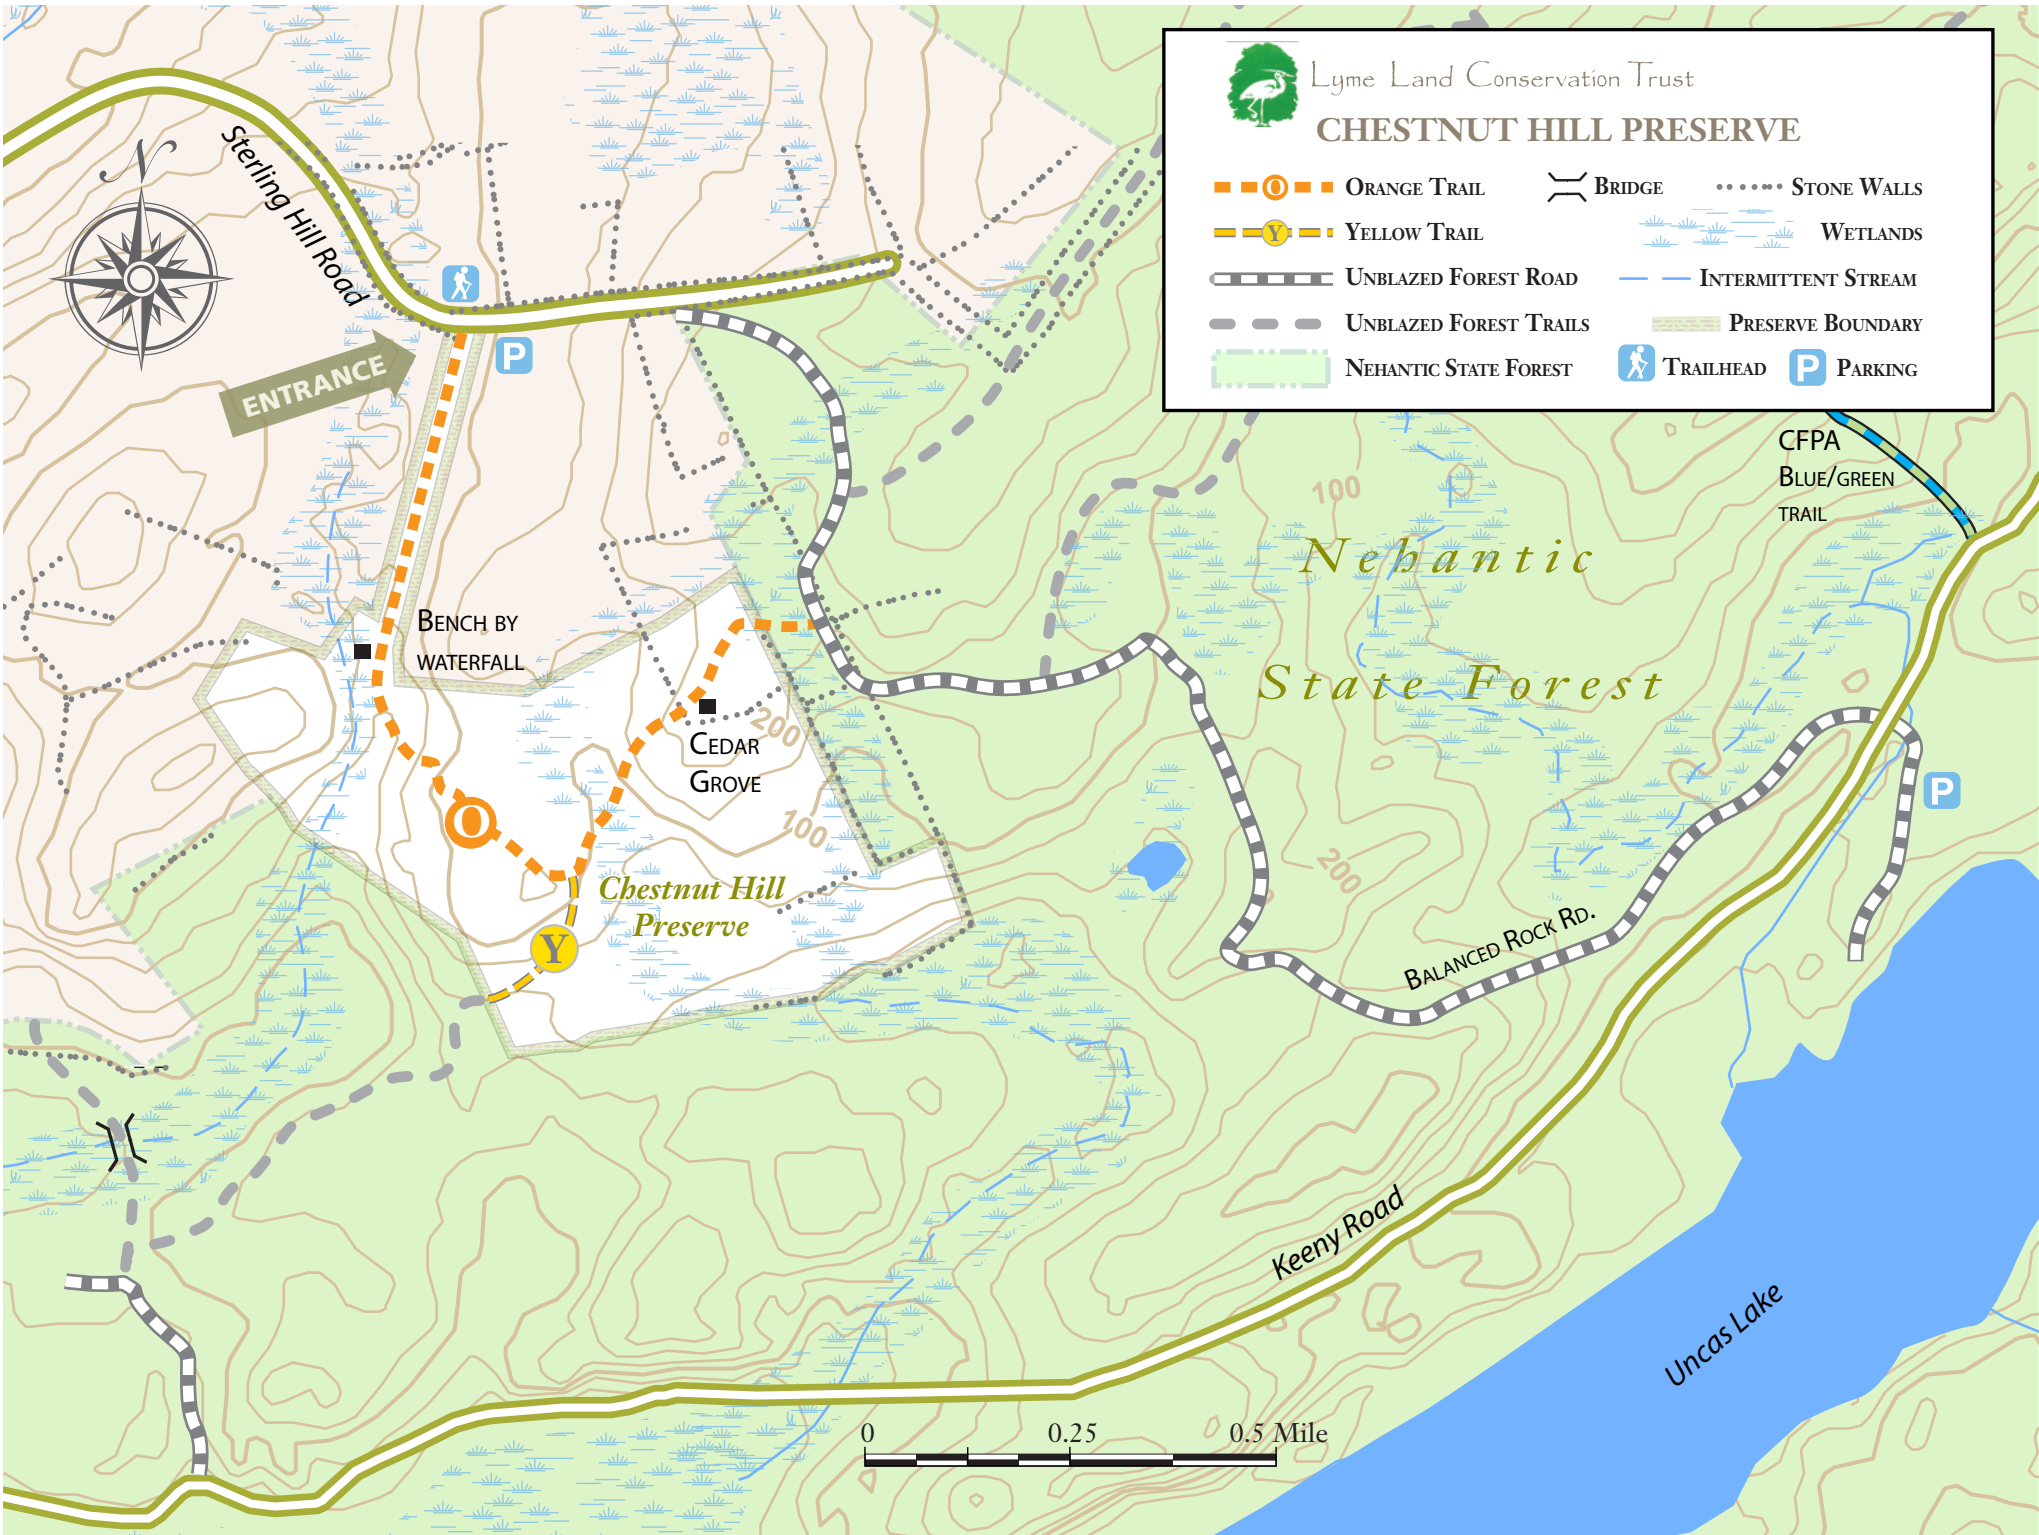 Lyme Land Conservation Trust
CHESTNUT HILL PRESERVE
O
ORANGE TRAIL
BRIDGE
STONE WALLS
Y
YELLOW TRAIL
WETLANDS
UNBLAZED FOREST ROAD
INTERMITTENT STREAM
UNBLAZED FOREST TRAILS
PRESERVE BOUNDARY
NEHANTIC STATE FOREST
TRAILHEAD
P
PARKING
N
Sterling Hill Road
ENTRANCE
P
CFPA
BLUE/GREEN
TRAIL
100
Nehantic
State Forest
BENCH BY
WATERFALL
200
CEDAR
GROVE
100
O
P
Chestnut Hill
Preserve
Y
200
BALANCED ROCK RD.
Keeny Road
Uncas Lake
0
0.25
0.5 Mile